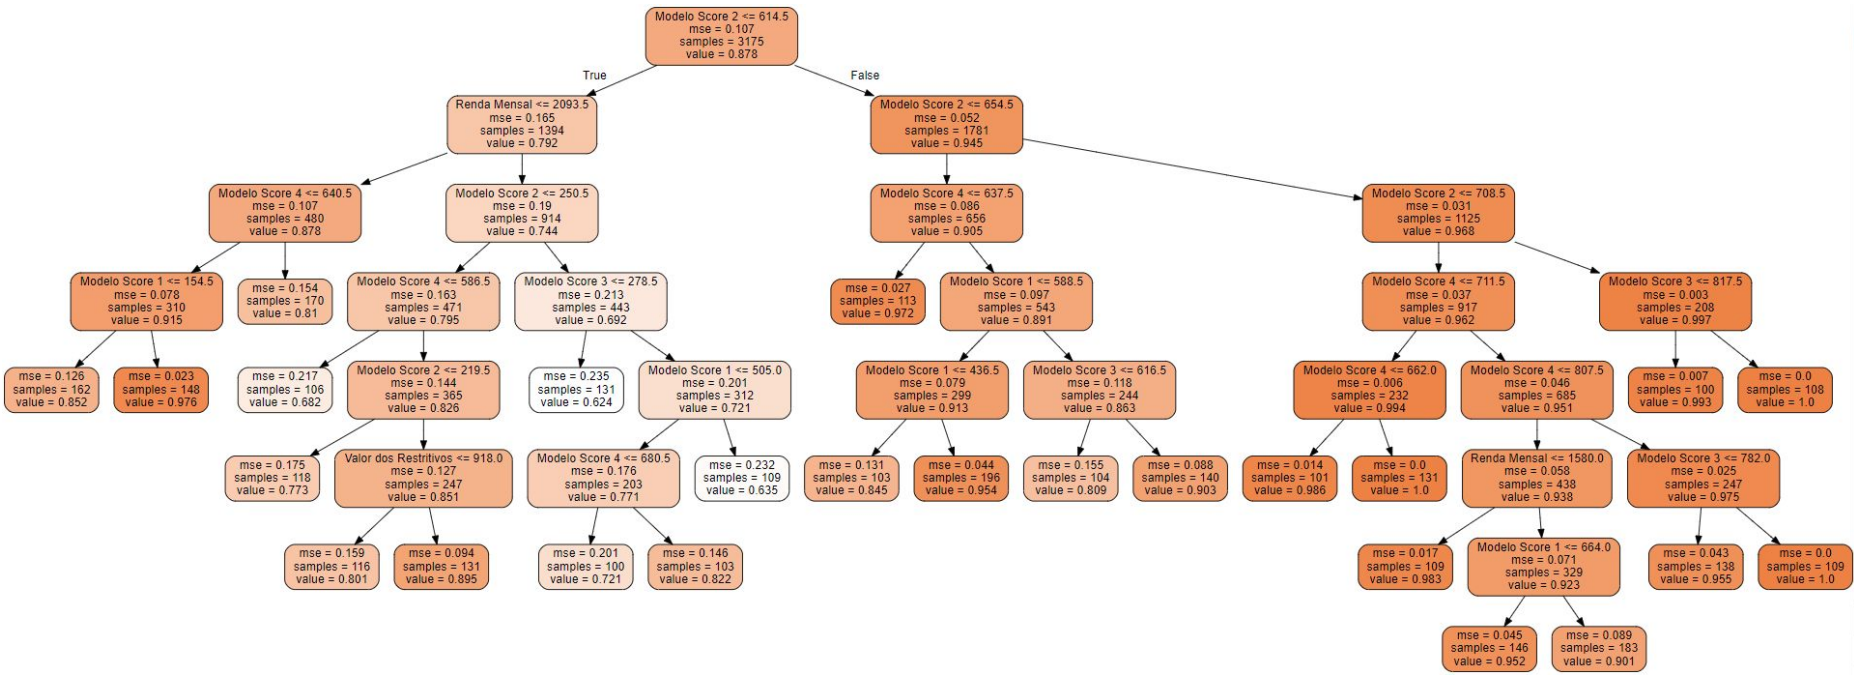 Modelo Score 2 <= 614.5
mse = 0.107
samples = 3175
value = 0.878
True
False
Renda Mensal <= 2093.5
mse = 0.165
samples = 1394
value = 0.792
Modelo Score 2 <= 654.5
mse = 0.052
samples = 1781
value = 0.945
Modelo Score 4 <= 640.5
mse = 0.107
samples = 480
value = 0.878
Modelo Score 2 <= 250.5
mse = 0.19
samples = 914
value = 0.744
Modelo Score 4 <= 637.5
mse = 0.086
samples = 656
value = 0.905
Modelo Score 2 <= 708.5
mse = 0.031
samples = 1125
value = 0.968
Modelo Score 1 <= 154.5
mse = 0.078
samples = 310
value = 0.915
mse = 0.154
samples = 170
value = 0.81
Modelo Score 4 <= 586.5
mse = 0.163
samples = 471
value = 0.795
Modelo Score 3 <= 278.5
mse = 0.213
samples = 443
value = 0.692
mse = 0.027
samples = 113
value = 0.972
Modelo Score 1 <= 588.5
mse = 0.097
samples = 543
value = 0.891
Modelo Score 4 <= 711.5
mse = 0.037
samples = 917
value = 0.962
Modelo Score 3 <= 817.5
mse = 0.003
samples = 208
value = 0.997
mse = 0.126
samples = 162
value = 0.852
mse = 0.023
samples = 148
value = 0.976
mse = 0.217
samples = 106
value = 0.682
Modelo Score 2 <= 219.5
mse = 0.144
samples = 365
value = 0.826
mse = 0.235
samples = 131
value = 0.624
Modelo Score 1 <= 505.0
mse = 0.201
samples = 312
value = 0.721
Modelo Score 1 <= 436.5
mse = 0.079
samples = 299
value = 0.913
Modelo Score 3 <= 616.5
mse = 0.118
samples = 244
value = 0.863
Modelo Score 4 <= 662.0
mse = 0.006
samples = 232
value = 0.994
Modelo Score 4 <= 807.5
mse = 0.046
samples = 685
value = 0.951
mse = 0.007
samples = 100
value = 0.993
mse = 0.0
samples = 108
value = 1.0
mse = 0.175
samples = 118
value = 0.773
Valor dos Restritivos <= 918.0
mse = 0.127
samples = 247
value = 0.851
Modelo Score 4 <= 680.5
mse = 0.176
samples = 203
value = 0.771
mse = 0.232
samples = 109
value = 0.635
mse = 0.131
samples = 103
value = 0.845
mse = 0.044
samples = 196
value = 0.954
mse = 0.155
samples = 104
value = 0.809
mse = 0.088
samples = 140
value = 0.903
mse = 0.014
samples = 101
value = 0.986
mse = 0.0
samples = 131
value = 1.0
Renda Mensal <= 1580.0
mse = 0.058
samples = 438
value = 0.938
Modelo Score 3 <= 782.0
mse = 0.025
samples = 247
value = 0.975
mse = 0.159
samples = 116
value = 0.801
mse = 0.094
samples = 131
value = 0.895
mse = 0.201
samples = 100
value = 0.721
mse = 0.146
samples = 103
value = 0.822
mse = 0.017
samples = 109
value = 0.983
Modelo Score 1 <= 664.0
mse = 0.071
samples = 329
value = 0.923
mse = 0.043
samples = 138
value = 0.955
mse = 0.0
samples = 109
value = 1.0
mse = 0.045
samples = 146
value = 0.952
mse = 0.089
samples = 183
value = 0.901